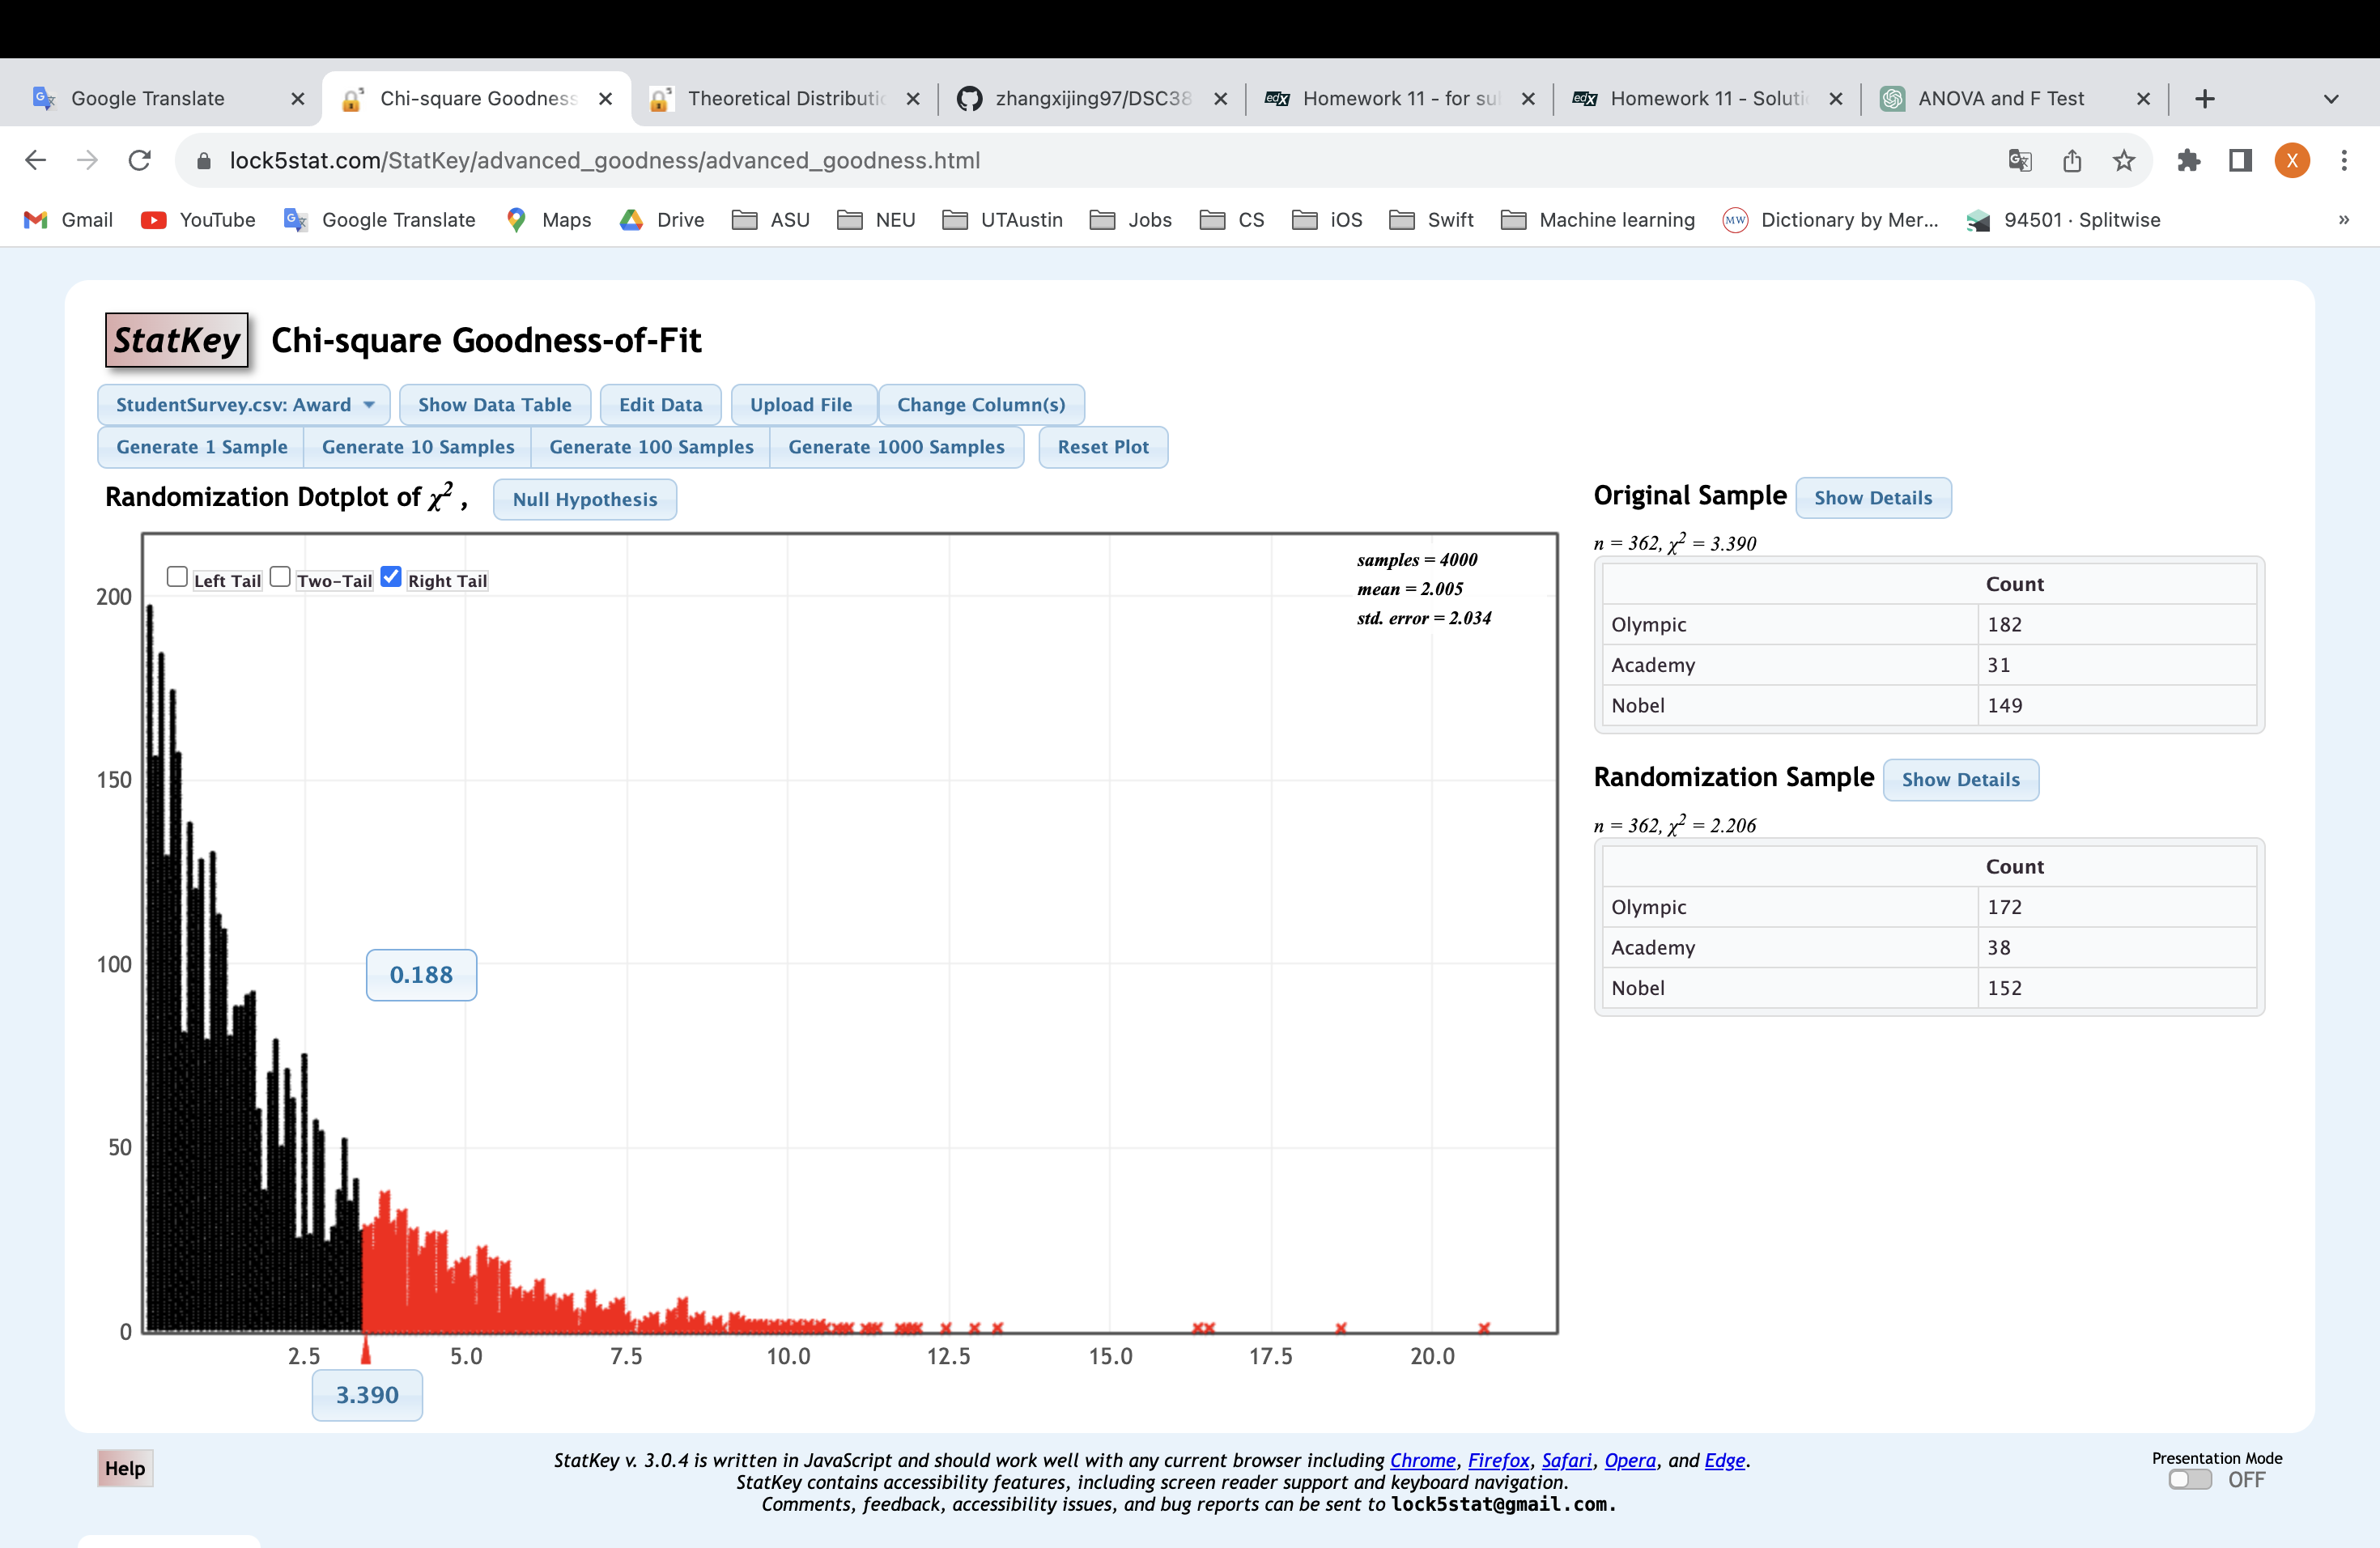 Google Translate
Chi-square Goodness
Theoretical Distributi
zhangxijing97/DSC38
Homework 11 - for su
Homework 11 - Soluti
ANOVA and F Test
lock5stat.com/StatKey/advanced_goodness/advanced_goodness.html
X
Gmail YouTube Google Translate Maps Drive ASU NEU UTAustin Jobs CS iOS Swift Machine learning Dictionary by Mer... 94501 · Splitwise »
StatKey Chi-square Goodness-of-Fit
StudentSurvey.csv: Award Show Data Table Edit Data Upload File Change Column(s)
Generate 1 Sample Generate 10 Samples Generate 100 Samples Generate 1000 Samples Reset Plot
Randomization Dotplot of χ², Null Hypothesis
Left Tail Two-Tail Right Tail
samples = 4000
mean = 2.005
std. error = 2.034
200
150
100
50
0
0.188
2.5 5.0 7.5 10.0 12.5 15.0 17.5 20.0
3.390
Original Sample Show Details
n = 362, χ² = 3.390
Count
Olympic 182
Academy 31
Nobel 149
Randomization Sample Show Details
n = 362, χ² = 2.206
Count
Olympic 172
Academy 38
Nobel 152
Help
StatKey v. 3.0.4 is written in JavaScript and should work well with any current browser including Chrome, Firefox, Safari, Opera, and Edge.
StatKey contains accessibility features, including screen reader support and keyboard navigation.
Comments, feedback, accessibility issues, and bug reports can be sent to lock5stat@gmail.com.
Presentation Mode
OFF